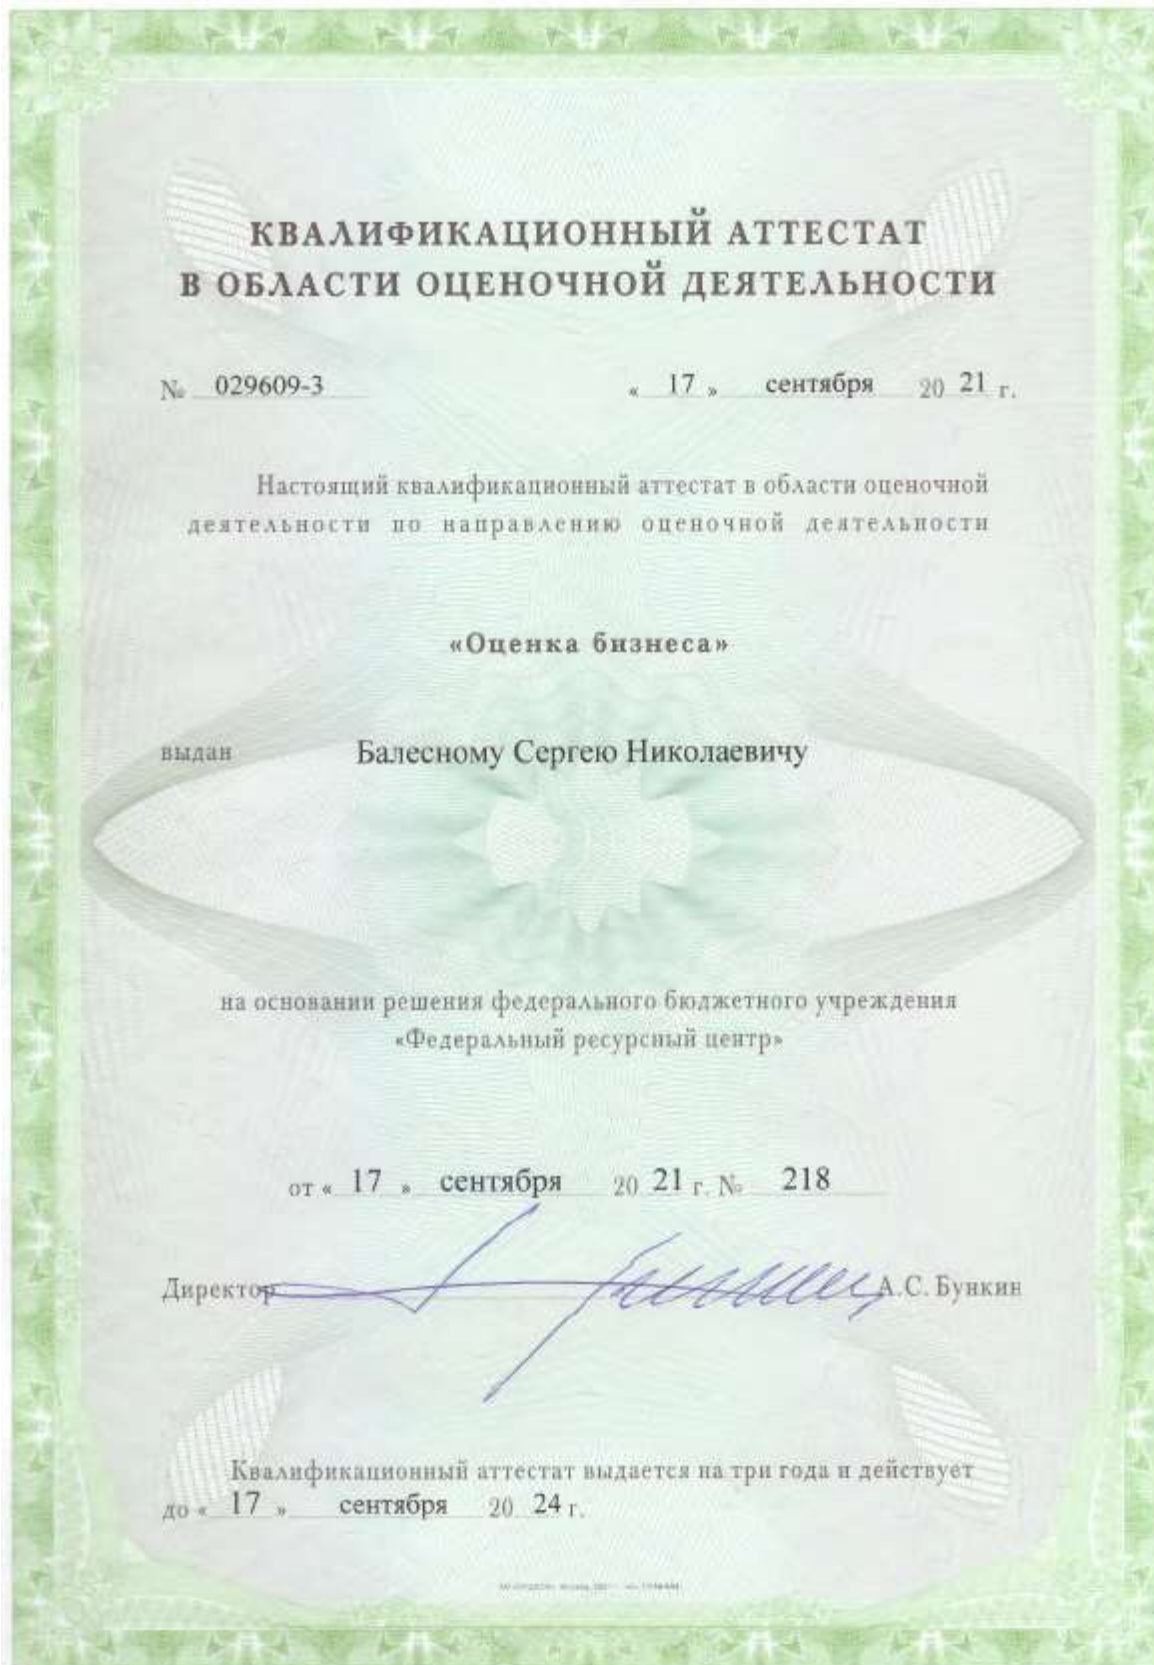 КВАЛИФИКАЦИОННЫЙ АТТЕСТАТ
В ОБЛАСТИ ОЦЕНОЧНОЙ ДЕЯТЕЛЬНОСТИ
№ 029609-3 « 17 » сентября 20 21 г.
Настоящий квалификационный аттестат в области оценочной
деятельности по направлению оценочной деятельности
«Оценка бизнеса»
выдан Балесному Сергею Николаевичу
на основании решения федерального бюджетного учреждения
«Федеральный ресурсный центр»
от « 17 » сентября 20 21 г. № 218
Директор А.С. Бункин
Квалификационный аттестат выдается на три года и действует
до « 17 » сентября 20 24 г.